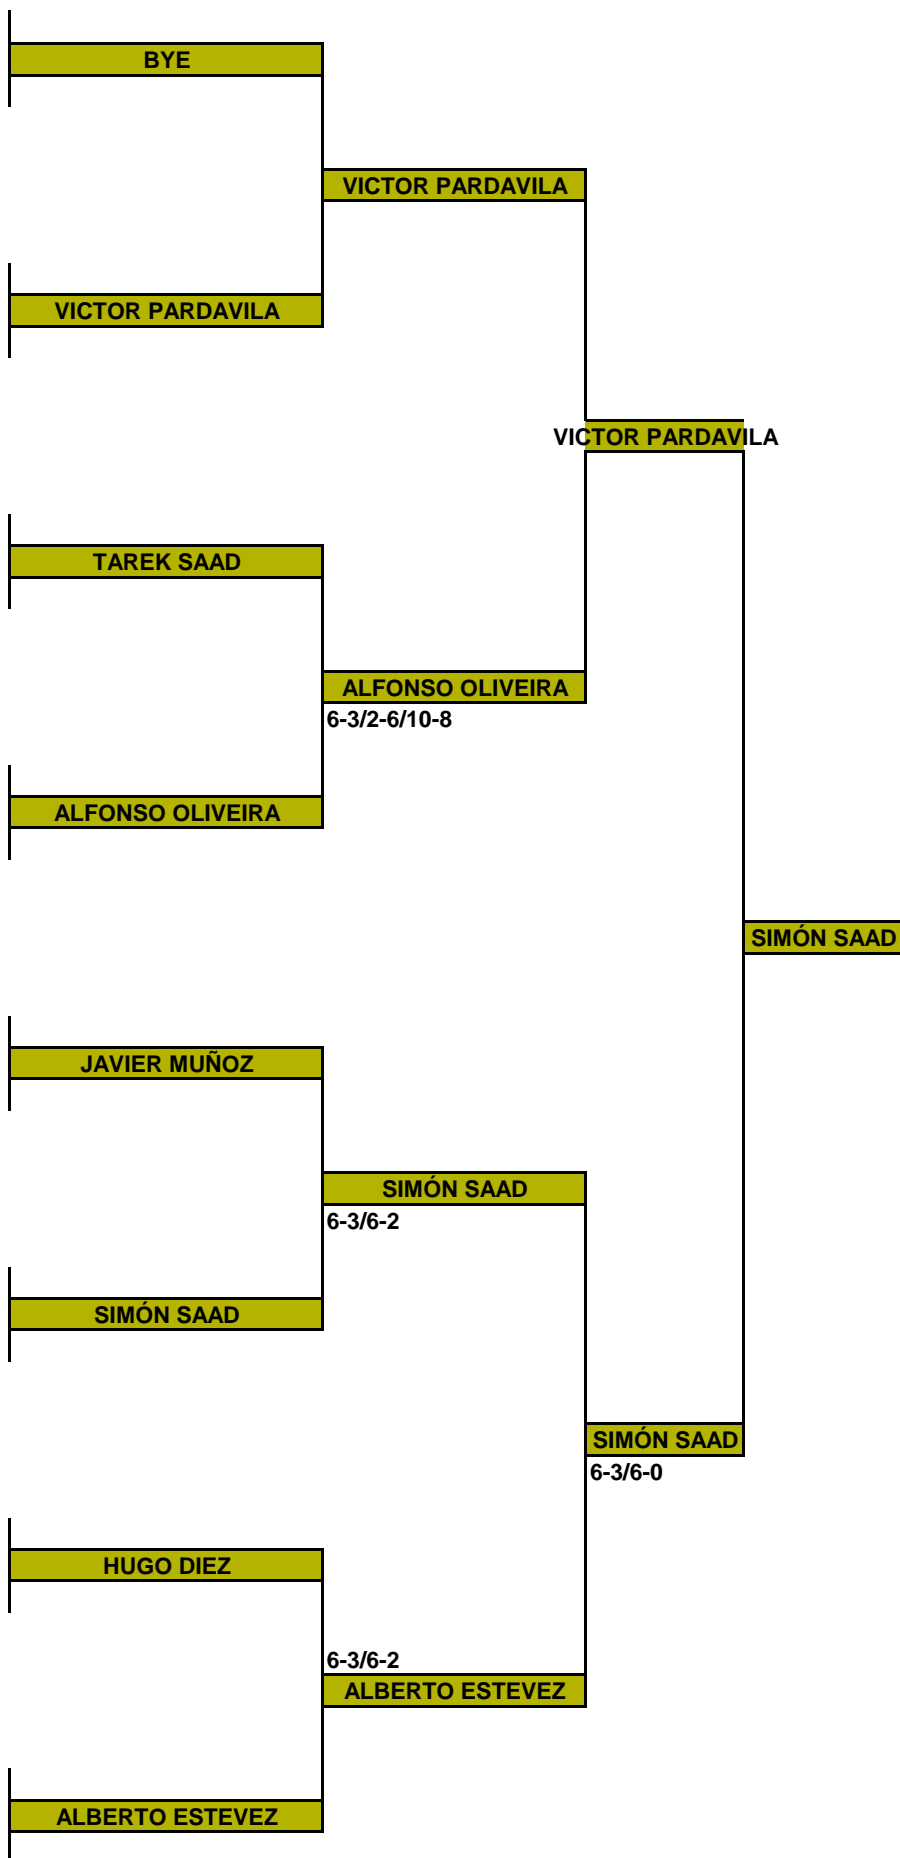 BYE
VICTOR PARDAVILA
VICTOR PARDAVILA
VICTOR PARDAVILA
TAREK SAAD
ALFONSO OLIVEIRA
6-3/2-6/10-8
ALFONSO OLIVEIRA
SIMÓN SAAD
JAVIER MUÑOZ
SIMÓN SAAD
6-3/6-2
SIMÓN SAAD
SIMÓN SAAD
6-3/6-0
HUGO DIEZ
6-3/6-2
ALBERTO ESTEVEZ
ALBERTO ESTEVEZ